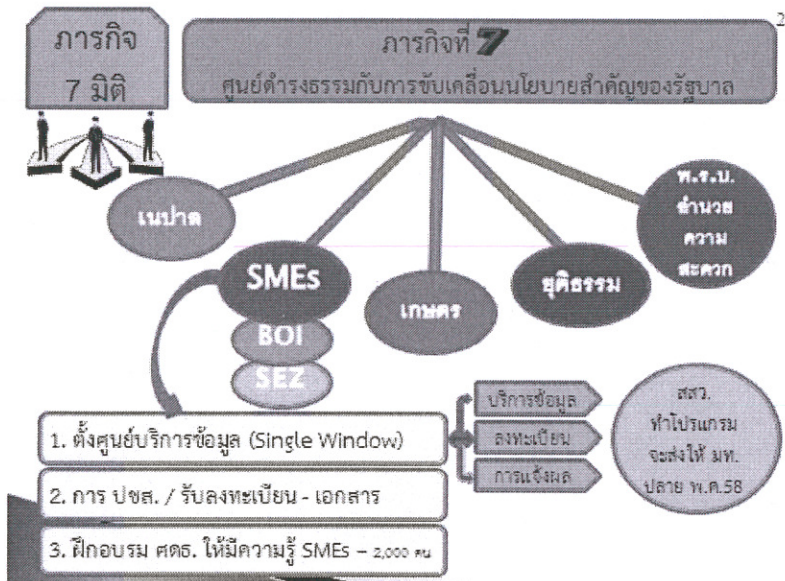 2
ภารกิจ
7 มิติ
ภารกิจที่ 7
ศูนย์ดำรงธรรมกับการขับเคลื่อนนโยบายสำคัญของรัฐบาล
เนปาล
SMEs
BOI
SEZ
เกษตร
ยุติธรรม
พ.ร.บ.
อำนวย
ความ
สะดวก
1. ตั้งศูนย์บริการข้อมูล (Single Window)
2. การ ปชส. / รับลงทะเบียน - เอกสาร
3. ฝึกอบรม ศดธ. ให้มีความรู้ SMEs – 2,000 คน
บริการข้อมูล
ลงทะเบียน
การแจ้งผล
สสว.
ทำโปรแกรม
จะส่งให้ มท.
ปลาย พ.ค.58